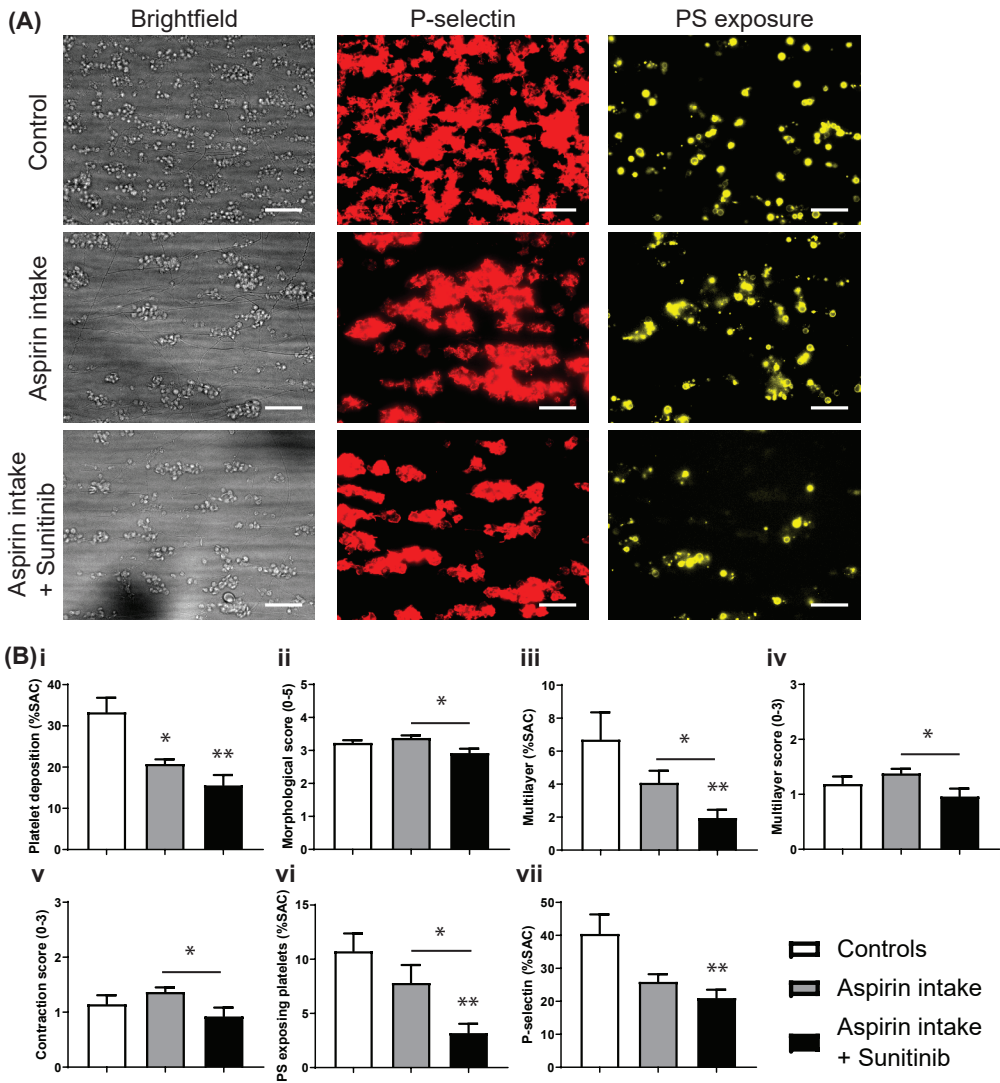 (A)
Brightfield
P-selectin
PS exposure
Control
Aspirin intake
Aspirin intake
+ Sunitinib
(B)
i
Platelet deposition (%SAC)
40
30
20
10
0
*
**
ii
Morphological score (0-5)
5
4
3
2
1
0
*
iii
Multilayer (%SAC)
8
6
4
2
0
*
**
iv
Multilayer score (0-3)
3
2
1
0
*
v
Contraction score (0-3)
3
2
1
0
*
vi
PS exposing platelets (%SAC)
15
10
5
0
*
**
vii
P-selectin (%SAC)
50
40
30
20
10
0
**
Controls
Aspirin intake
Aspirin intake
+ Sunitinib